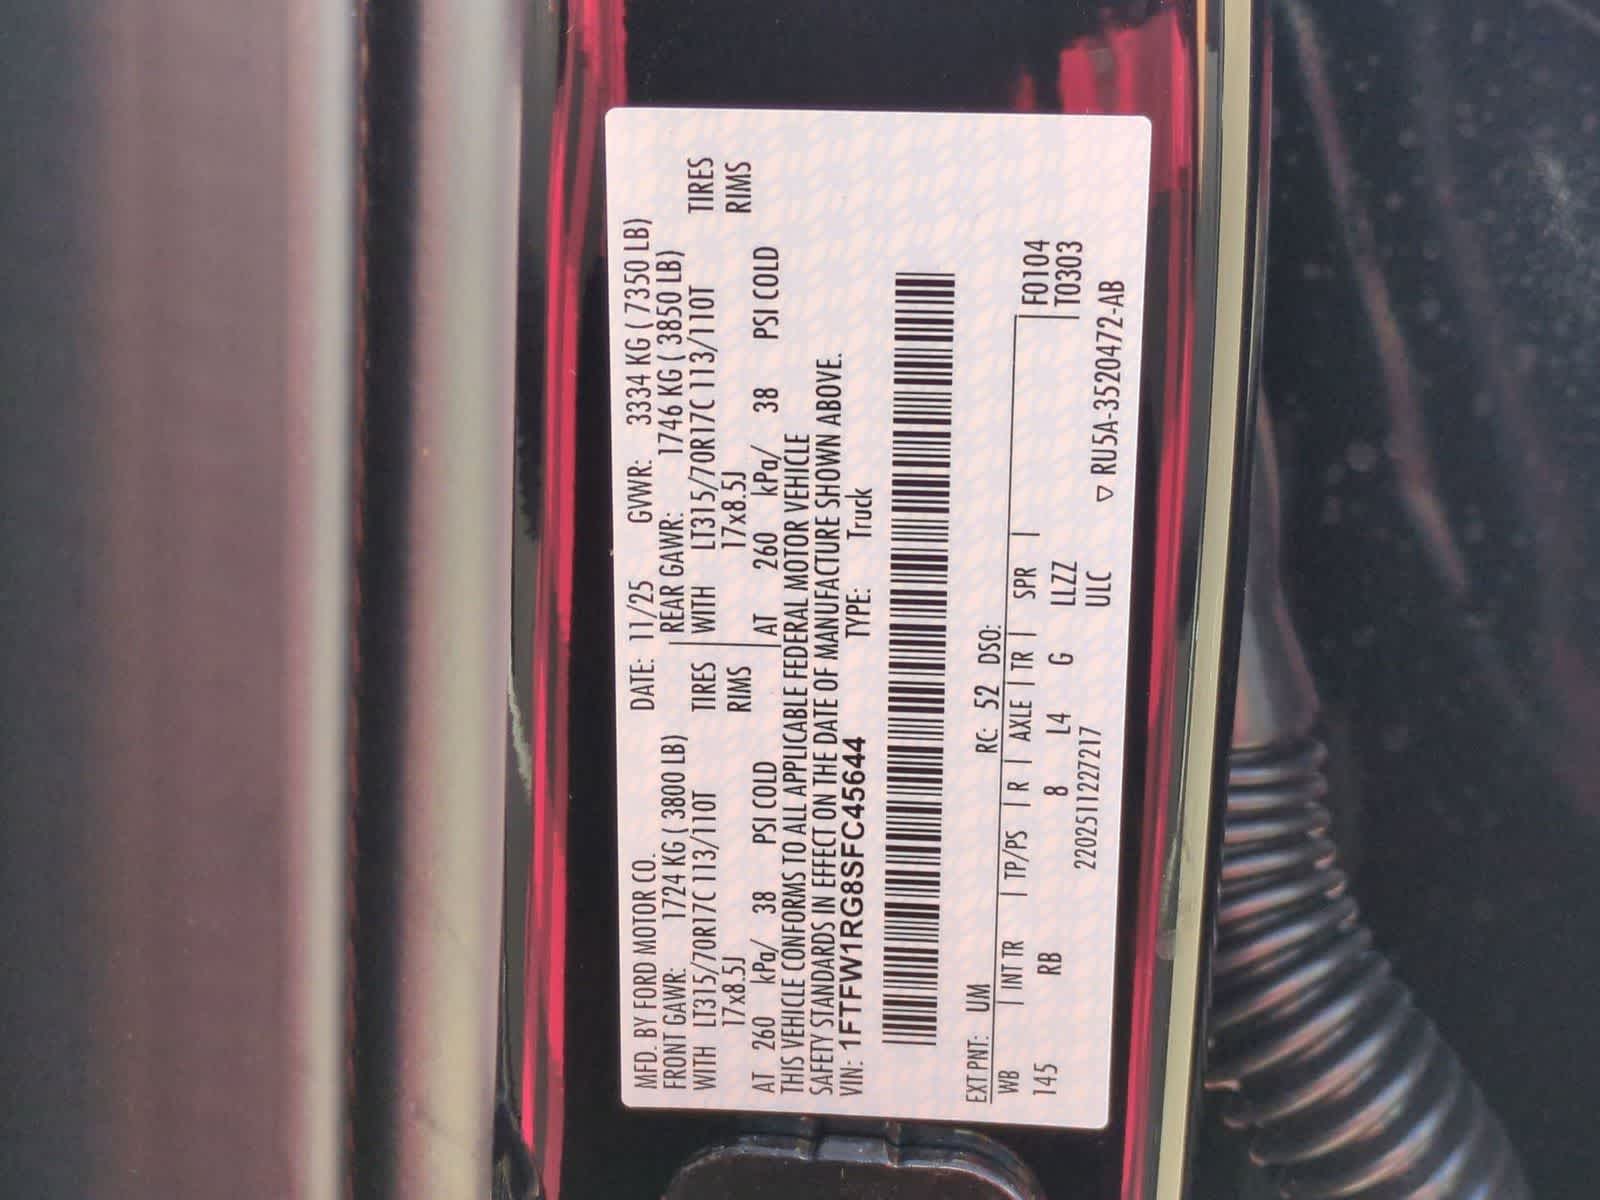 MFD. BY FORD MOTOR CO. DATE: 11/25 GVWR: 3334 KG ( 7350 LB)
FRONT GAWR: 1724 KG ( 3800 LB) REAR GAWR: 1746 KG ( 3850 LB)
WITH LT315/70R17C 113/110T TIRES WITH LT315/70R17C 113/110T TIRES
17x8.5J RIMS 17x8.5J RIMS
AT 260 kPa/ 38 PSI COLD AT 260 kPa/ 38 PSI COLD
THIS VEHICLE CONFORMS TO ALL APPLICABLE FEDERAL MOTOR VEHICLE
SAFETY STANDARDS IN EFFECT ON THE DATE OF MANUFACTURE SHOWN ABOVE.
VIN: 1FTFW1RG8SFC45644 TYPE: Truck
EXT PNT: UM RC: 52 DSO:
WB | INT TR | TP/PS | R | AXLE | TR | SPR | F0104
145 RB 8 L4 G LLZZ T0303
22025112272​17 ULC
▽ RU5A-3520472-AB